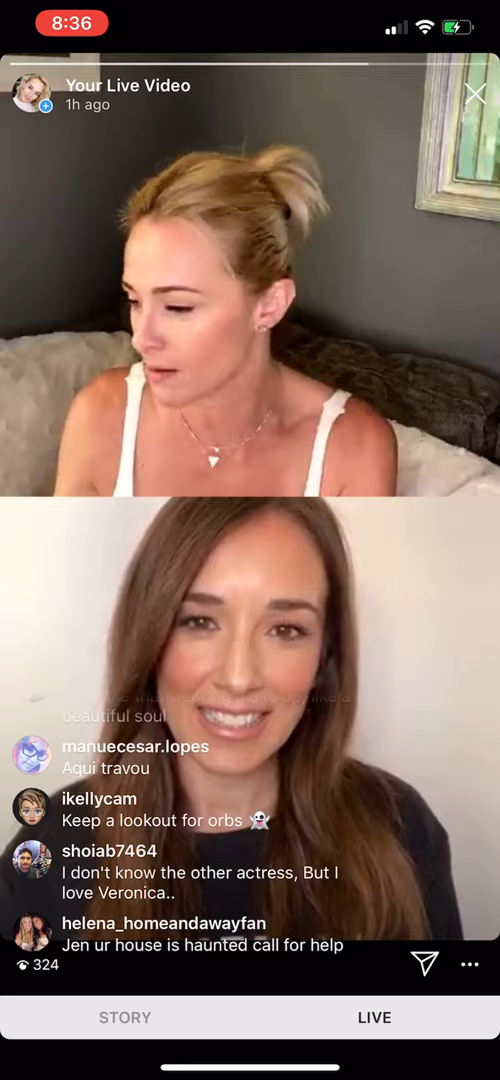 8:36
Your Live Video
1h ago
beautiful soul
manuecesar.lopes
Aqui travou
ikellycam
Keep a lookout for orbs 👻
shoiab7464
I don't know the other actress, But I
love Veronica..
helena_homeandawayfan
Jen ur house is haunted call for help
324
STORY
LIVE